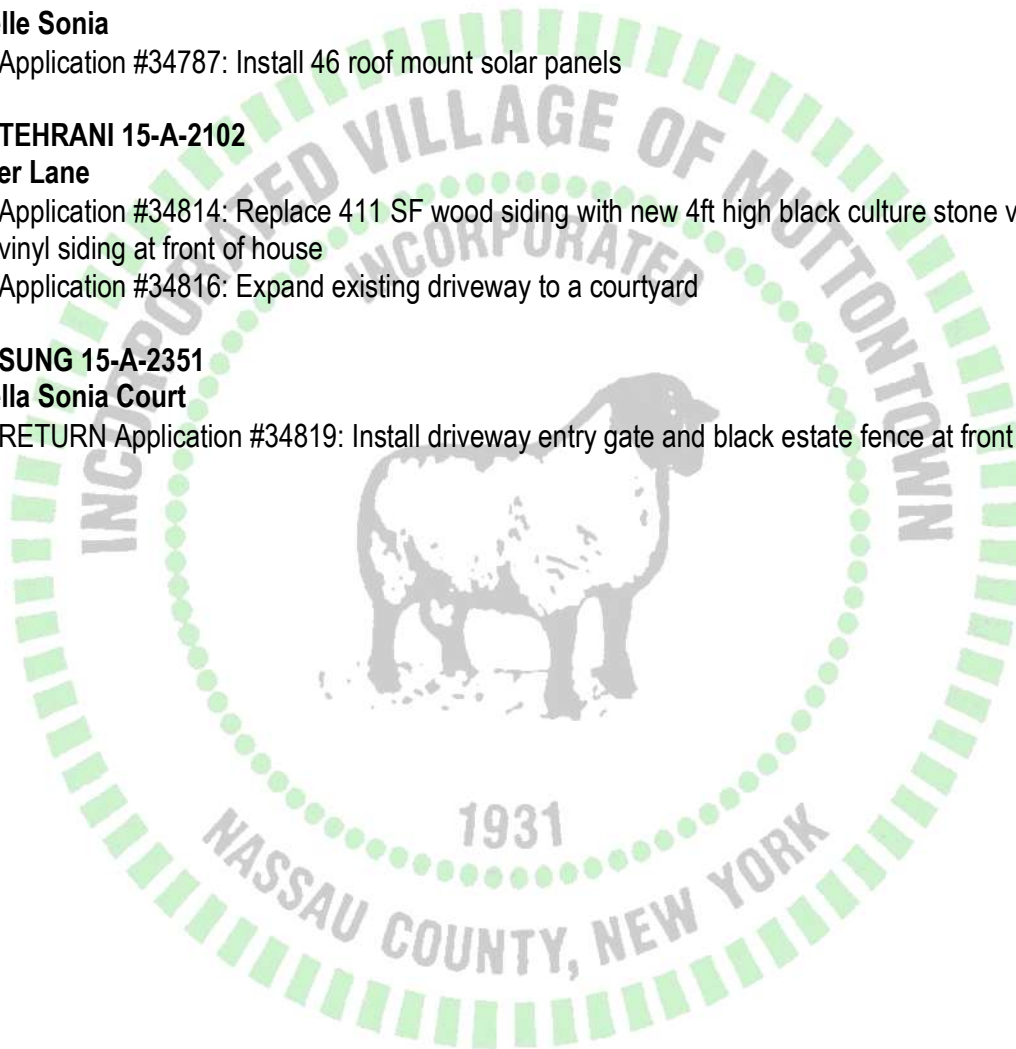 lle Sonia
Application #34787: Install 46 roof mount solar panels
TEHRANI 15-A-2102
er Lane
Application #34814: Replace 411 SF wood siding with new 4ft high black culture stone v
vinyl siding at front of house
Application #34816: Expand existing driveway to a courtyard
SUNG 15-A-2351
lla Sonia Court
RETURN Application #34819: Install driveway entry gate and black estate fence at front
INCORPORATED VILLAGE OF MUTTONTOWN
INCORPORATED
1931
NASSAU COUNTY, NEW YORK